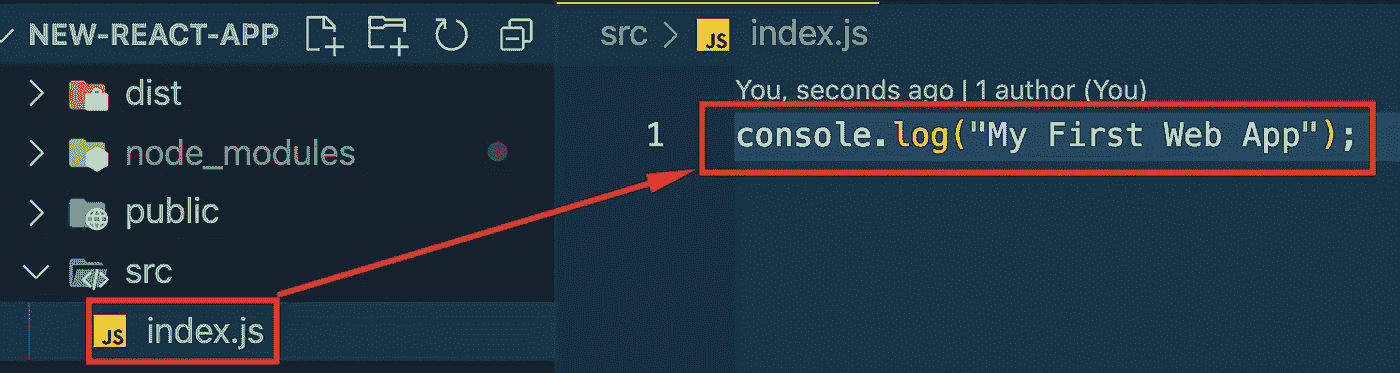 NEW-REACT-APP
dist
node_modules
public
src
JS index.js
src > JS index.js
You, seconds ago | 1 author (You)
1 console.log("My First Web App");